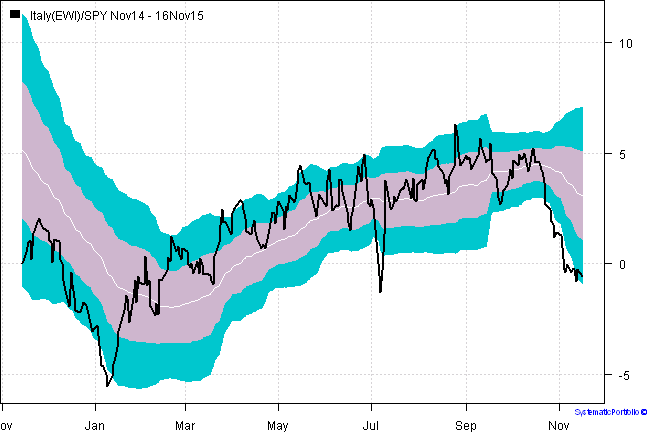 Italy(EWI)/SPY Nov14 - 16Nov15
10
5
0
-5
ov Jan Mar May Jul Sep Nov
SystematicPortfolio ©